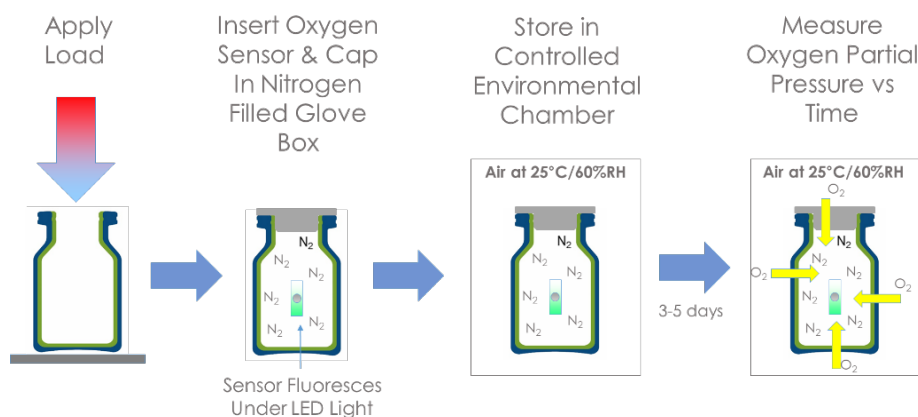 Apply
Load
Insert Oxygen
Sensor & Cap
In Nitrogen
Filled Glove
Box
Store in
Controlled
Environmental
Chamber
Measure
Oxygen Partial
Pressure vs
Time
N₂
N₂
N₂
N₂
N₂
N₂
N₂
Sensor Fluoresces
Under LED Light
Air at 25°C/60%RH
N₂
N₂
N₂
N₂
N₂
N₂
N₂
3-5 days
Air at 25°C/60%RH
O₂
N₂
N₂
N₂
O₂
N₂
O₂
N₂
N₂
N₂
O₂